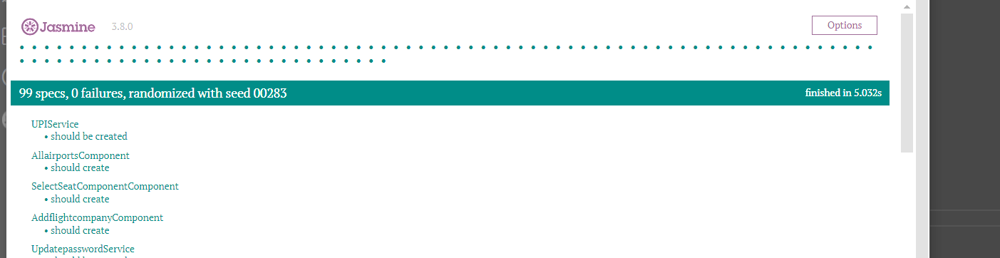 Jasmine 3.8.0 Options
99 specs, 0 failures, randomized with seed 00283 finished in 5.032s
UPIService
• should be created
AllairportsComponent
• should create
SelectSeatComponentComponent
• should create
AddflightcompanyComponent
• should create
UpdatepasswordService